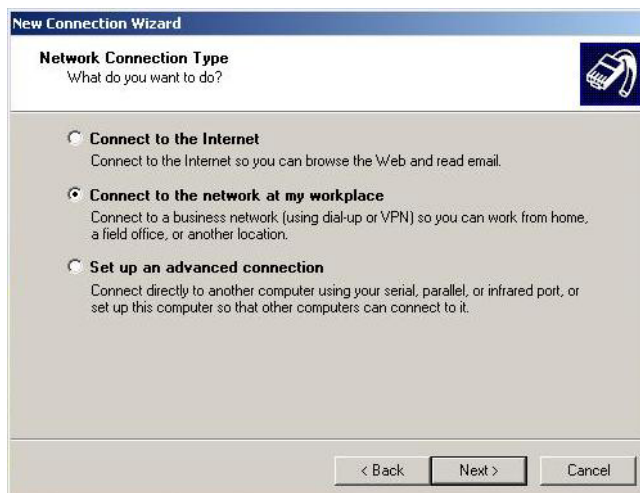 New Connection Wizard
Network Connection Type
What do you want to do?
Connect to the Internet
Connect to the Internet so you can browse the Web and read email.
Connect to the network at my workplace
Connect to a business network (using dial-up or VPN) so you can work from home,
a field office, or another location.
Set up an advanced connection
Connect directly to another computer using your serial, parallel, or infrared port, or
set up this computer so that other computers can connect to it.
< Back Next > Cancel